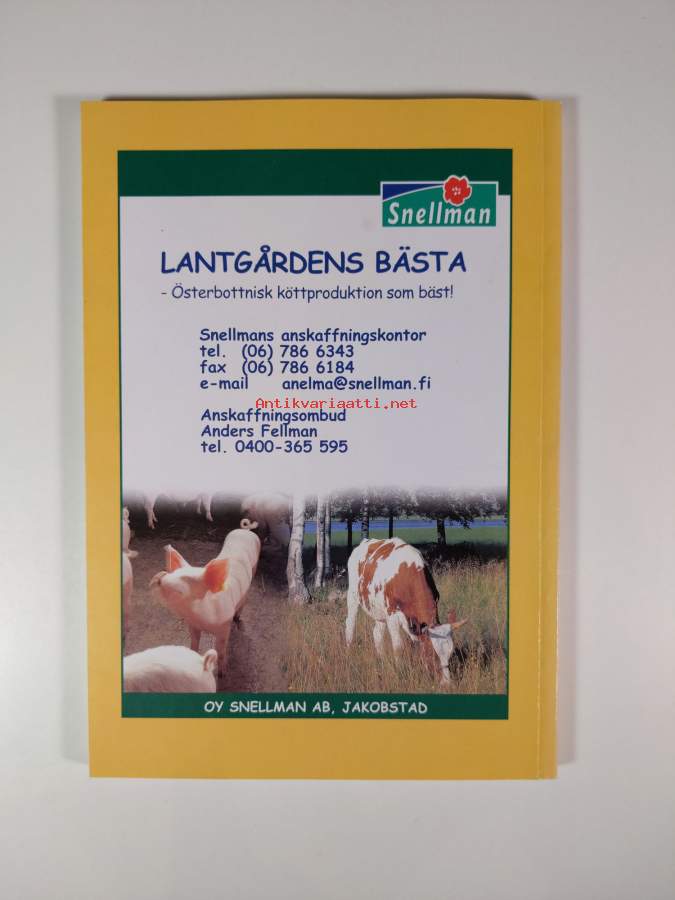 Snellman
LANTGÅRDENS BÄSTA
- Österbottnisk köttproduktion som bäst!
Snellmans anskaffningskontor
tel. (06) 786 6343
fax (06) 786 6184
e-mail anelma@snellman.fi
Antikvariaatti.net
Anskaffningsombud
Anders Fellman
tel. 0400-365 595
OY SNELLMAN AB, JAKOBSTAD